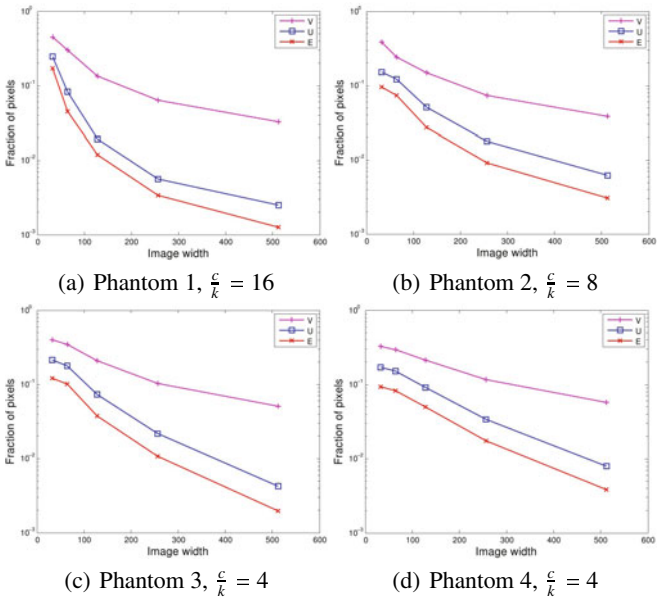 V
U
E
Fraction of pixels
10^0
10^-1
10^-2
10^-3
0 100 200 300 400 500 600
Image width
(a) Phantom 1, c/k = 16
V
U
E
Fraction of pixels
10^0
10^-1
10^-2
10^-3
0 100 200 300 400 500 600
Image width
(b) Phantom 2, c/k = 8
V
U
E
Fraction of pixels
10^0
10^-1
10^-2
10^-3
0 100 200 300 400 500 600
Image width
(c) Phantom 3, c/k = 4
V
U
E
Fraction of pixels
10^0
10^-1
10^-2
10^-3
0 100 200 300 400 500 600
Image width
(d) Phantom 4, c/k = 4